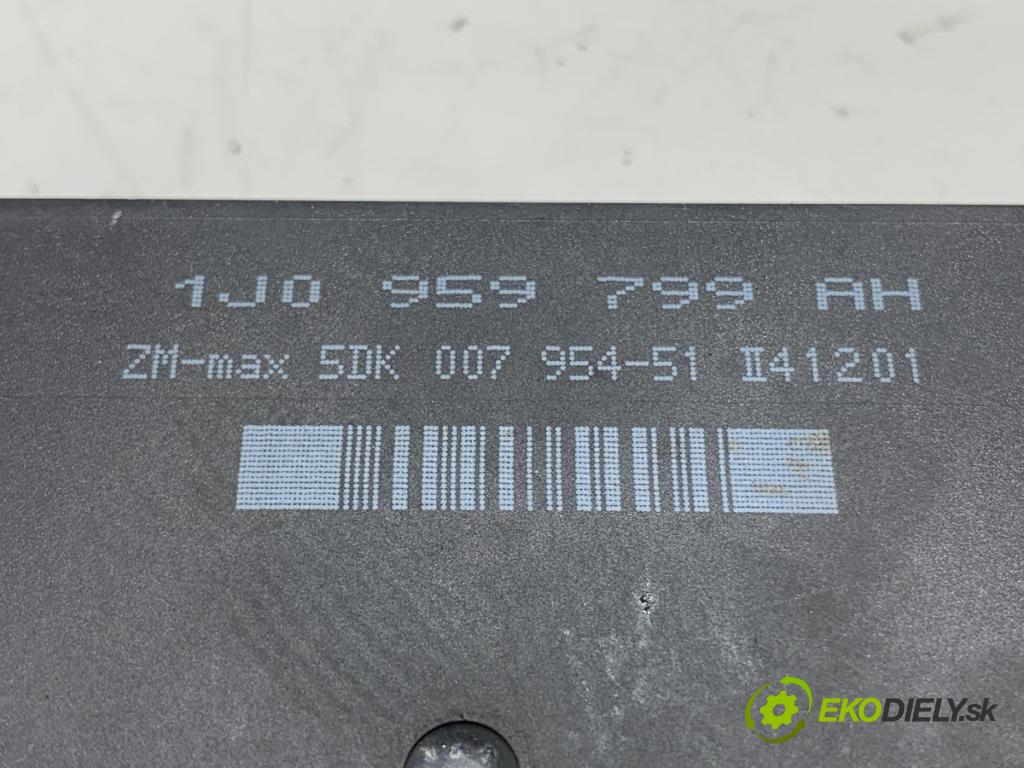 1J0 959 799 AH
ZM-max 5DK 007 954-51 II41201
EKODIELY.sk